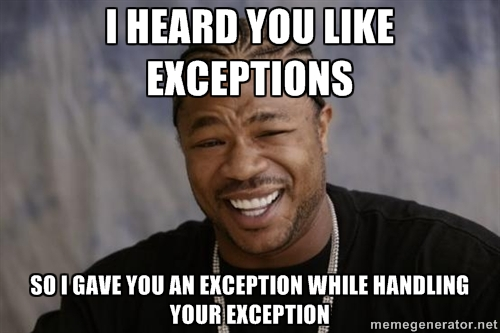 I HEARD YOU LIKE
EXCEPTIONS
SO I GAVE YOU AN EXCEPTION WHILE HANDLING
YOUR EXCEPTION
memegenerator.net